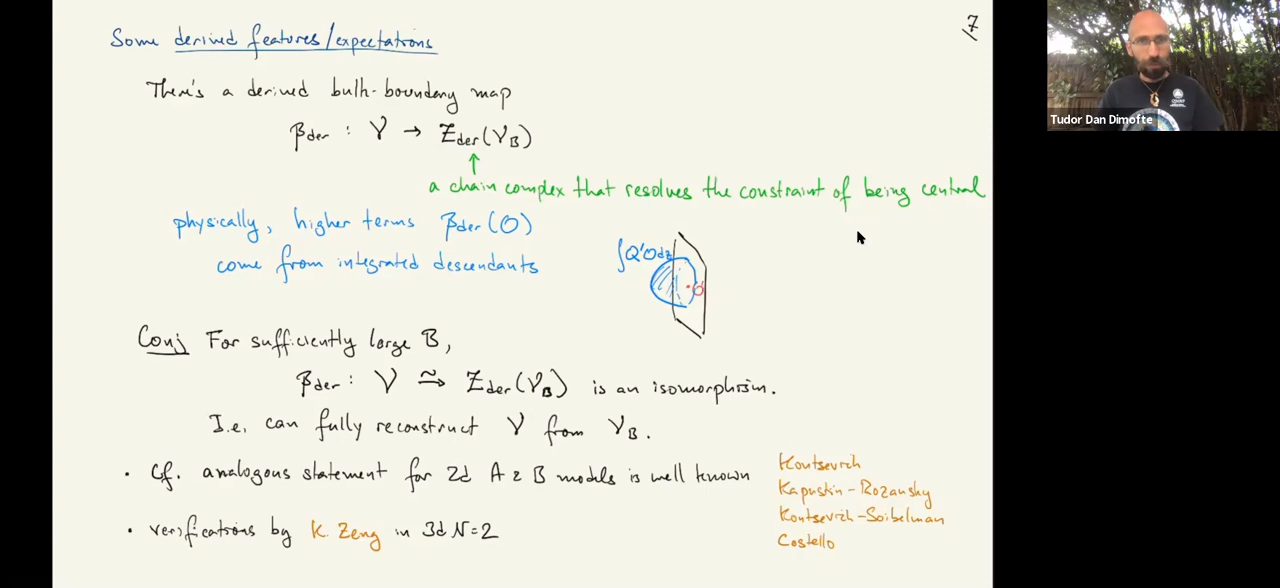 7
Some derived features/expectations
There's a derived bulk-boundary map
βder : V → Zder(VB)
↑
a chain complex that resolves the constraint of being central
physically, higher terms βder(O)
come from integrated descendants
∫Q'Odz
Conj For sufficiently large B,
βder : V ≃→ Zder(VB) is an isomorphism.
I.e. can fully reconstruct V from VB.
• Cf. analogous statement for 2d A & B models is well known
Kontsevich
Kapustin-Rozansky
Kontsevich-Soibelman
Costello
• verifications by K. Zeng in 3d N=2
Tudor Dan Dimofte